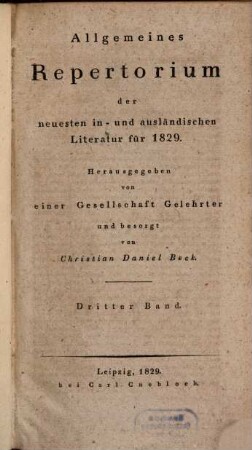 Allgemeines
Repertorium
der
neuesten in- und ausländischen
Literatur für 1829.
Herausgegeben
von
einer Gesellschaft Gelehrter
und besorgt
von
Christian Daniel Beck.
Dritter Band.
Leipzig, 1829.
bei Carl Cnobloch.